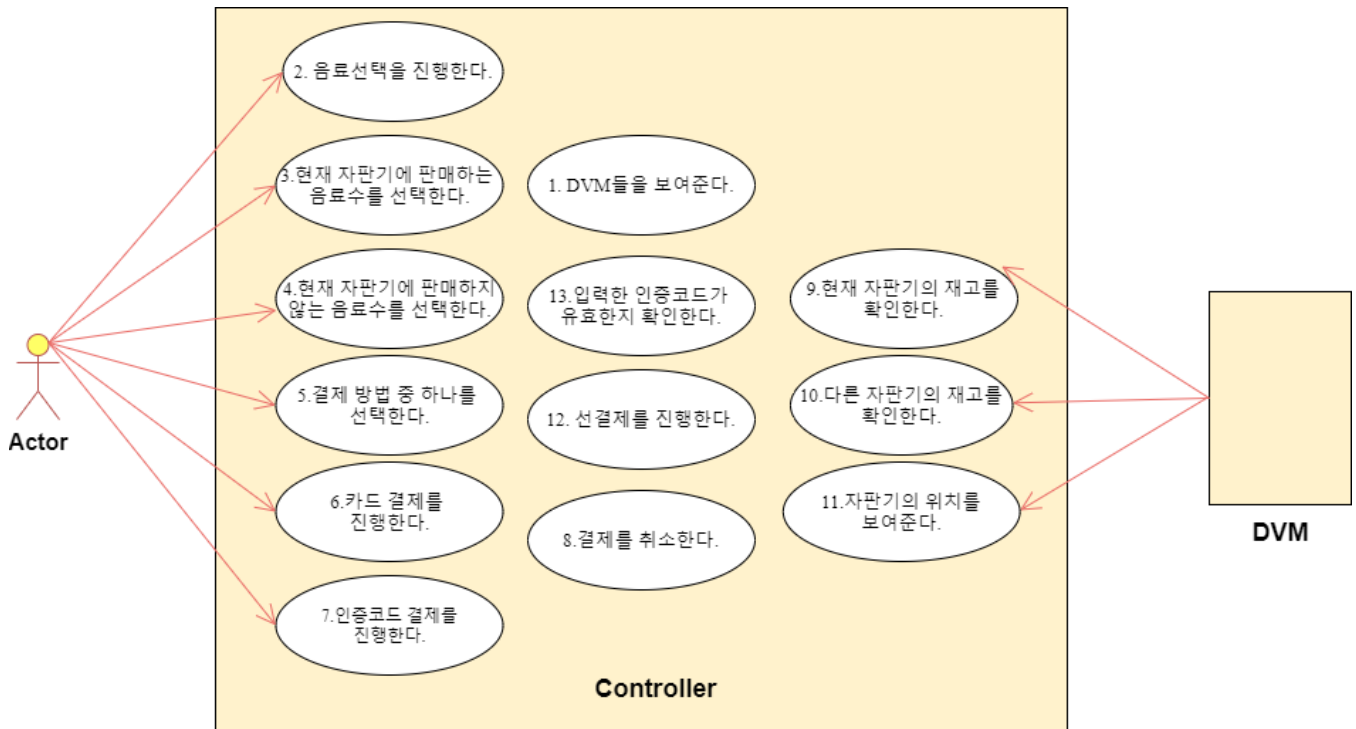 2. 음료선택을 진행한다.
3.현재 자판기에 판매하는
음료수를 선택한다.
1. DVM들을 보여준다.
4.현재 자판기에 판매하지
않는 음료수를 선택한다.
13.입력한 인증코드가
유효한지 확인한다.
9.현재 자판기의 재고를
확인한다.
5.결제 방법 중 하나를
선택한다.
12. 선결제를 진행한다.
10.다른 자판기의 재고를
확인한다.
Actor
6.카드 결제를
진행한다.
8.결제를 취소한다.
11.자판기의 위치를
보여준다.
DVM
7.인증코드 결제를
진행한다.
Controller